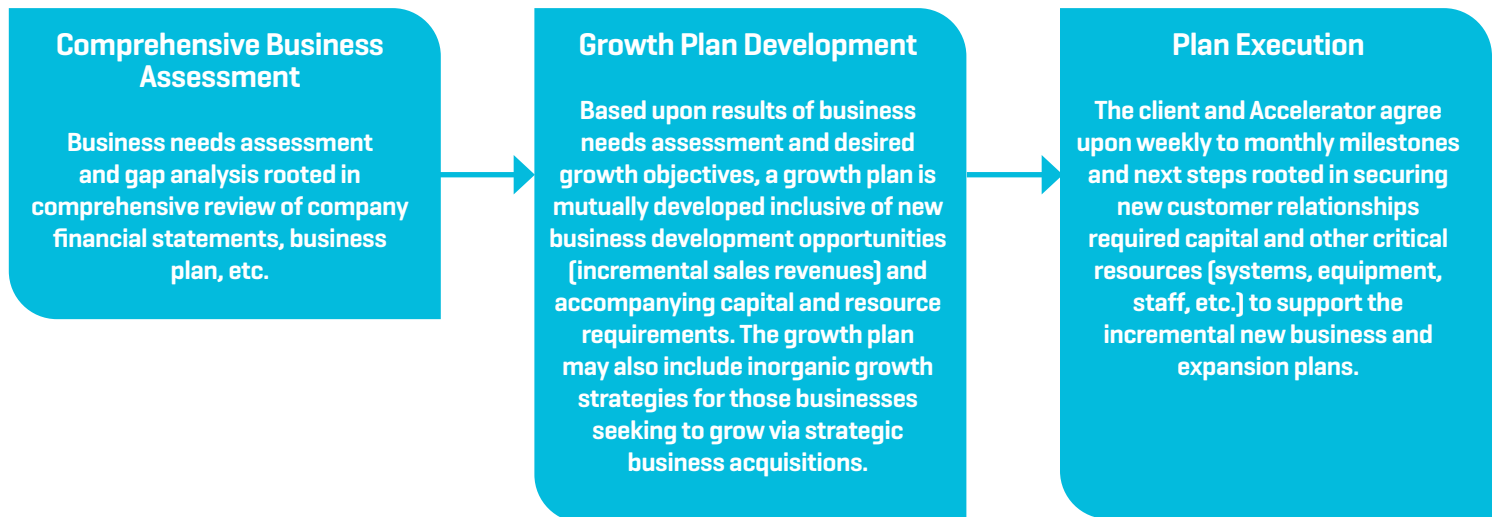 Comprehensive Business
Assessment
Business needs assessment
and gap analysis rooted in
comprehensive review of company
financial statements, business
plan, etc.
Growth Plan Development
Based upon results of business
needs assessment and desired
growth objectives, a growth plan is
mutually developed inclusive of new
business development opportunities
(incremental sales revenues) and
accompanying capital and resource
requirements. The growth plan
may also include inorganic growth
strategies for those businesses
seeking to grow via strategic
business acquisitions.
Plan Execution
The client and Accelerator agree
upon weekly to monthly milestones
and next steps rooted in securing
new customer relationships
required capital and other critical
resources (systems, equipment,
staff, etc.) to support the
incremental new business and
expansion plans.